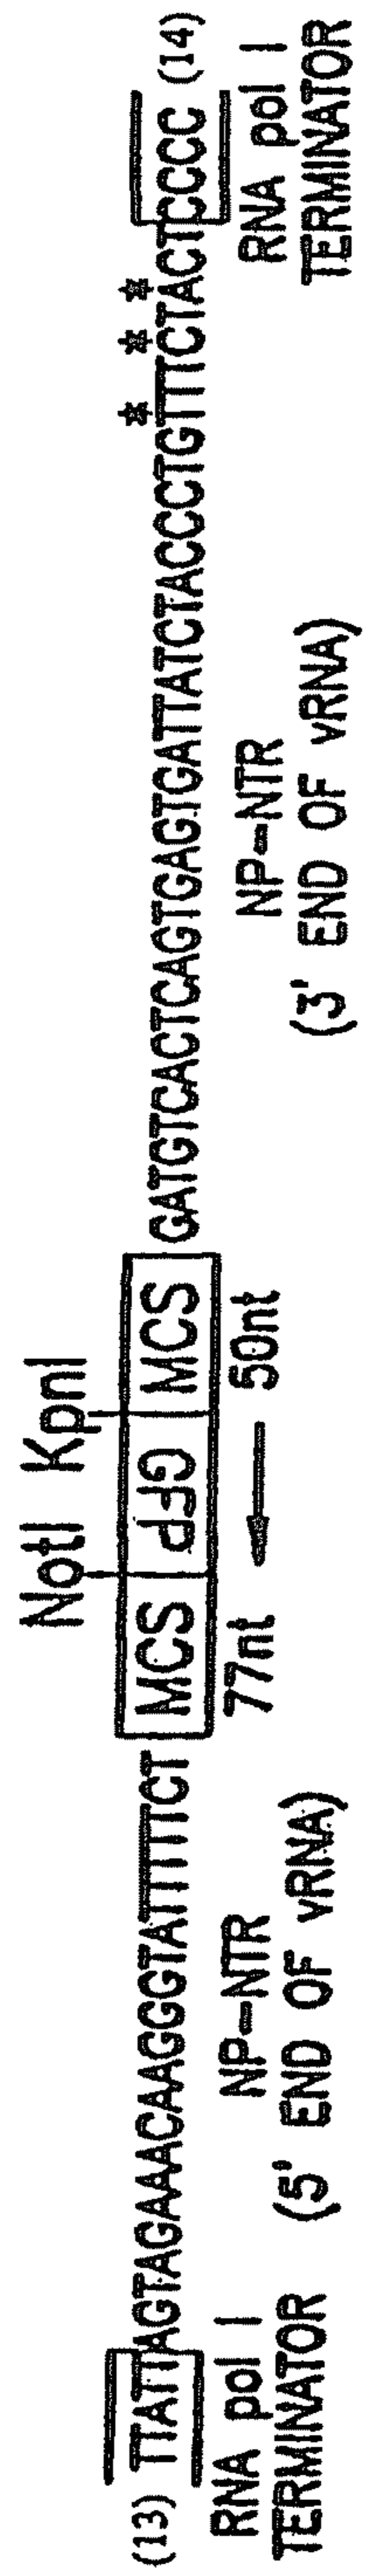 NotI KpnI
(13) TTATTAGTAGAAACAAGGGTATTTTTCT MCS GFP MCS GATGTCACTCAGTGAGTGATTATCTACCCTGTTTCTACTCCCC (14)
* * *
77nt ← 50nt
RNA pol I
TERMINATOR
NP-NTR
(5' END OF vRNA)
NP-NTR
(3' END OF vRNA)
RNA pol I
TERMINATOR